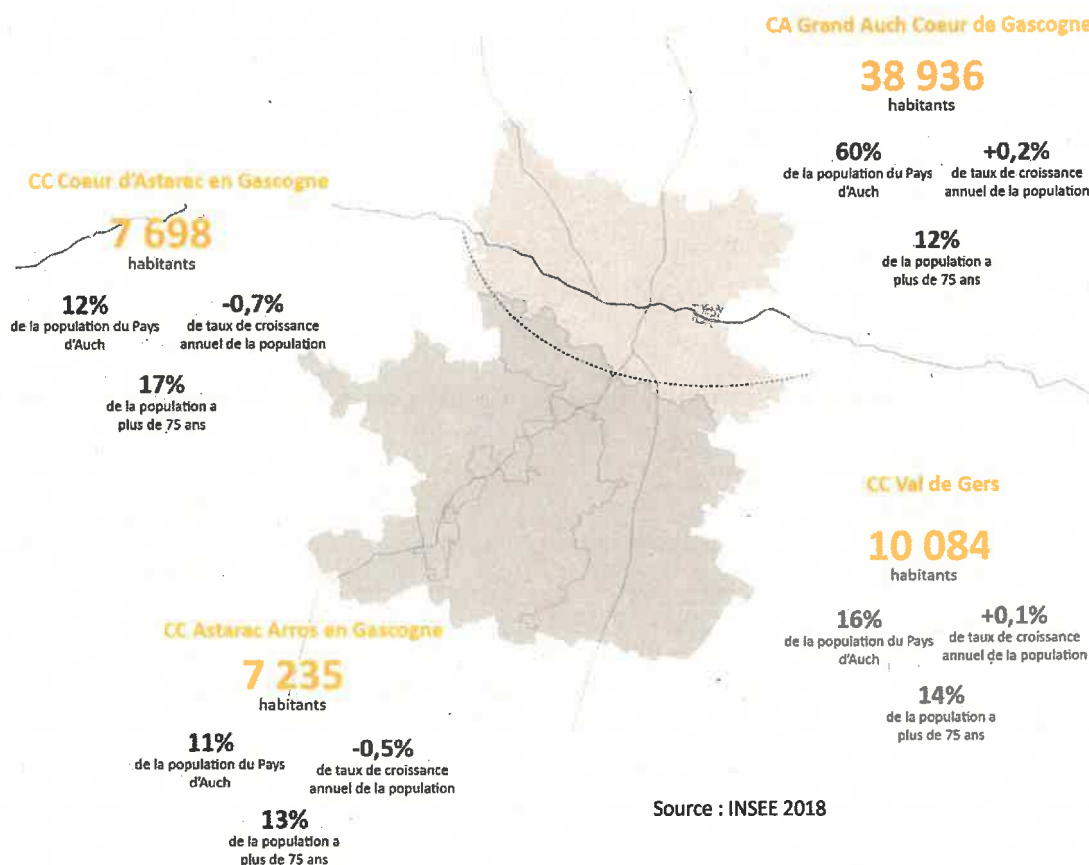 CA Grand Auch Coeur de Gascogne
38 936
habitants
60%
de la population du Pays
d'Auch
+0,2%
de taux de croissance
annuel de la population
12%
de la population a
plus de 75 ans
CC Coeur d'Astarac en Gascogne
7 698
habitants
12%
de la population du Pays
d'Auch
-0,7%
de taux de croissance
annuel de la population
17%
de la population a
plus de 75 ans
CC Val de Gers
10 084
habitants
16%
de la population du Pays
d'Auch
+0,1%
de taux de croissance
annuel de la population
14%
de la population a
plus de 75 ans
CC Astarac Arros en Gascogne
7 235
habitants
11%
de la population du Pays
d'Auch
-0,5%
de taux de croissance
annuel de la population
13%
de la population a
plus de 75 ans
Source : INSEE 2018